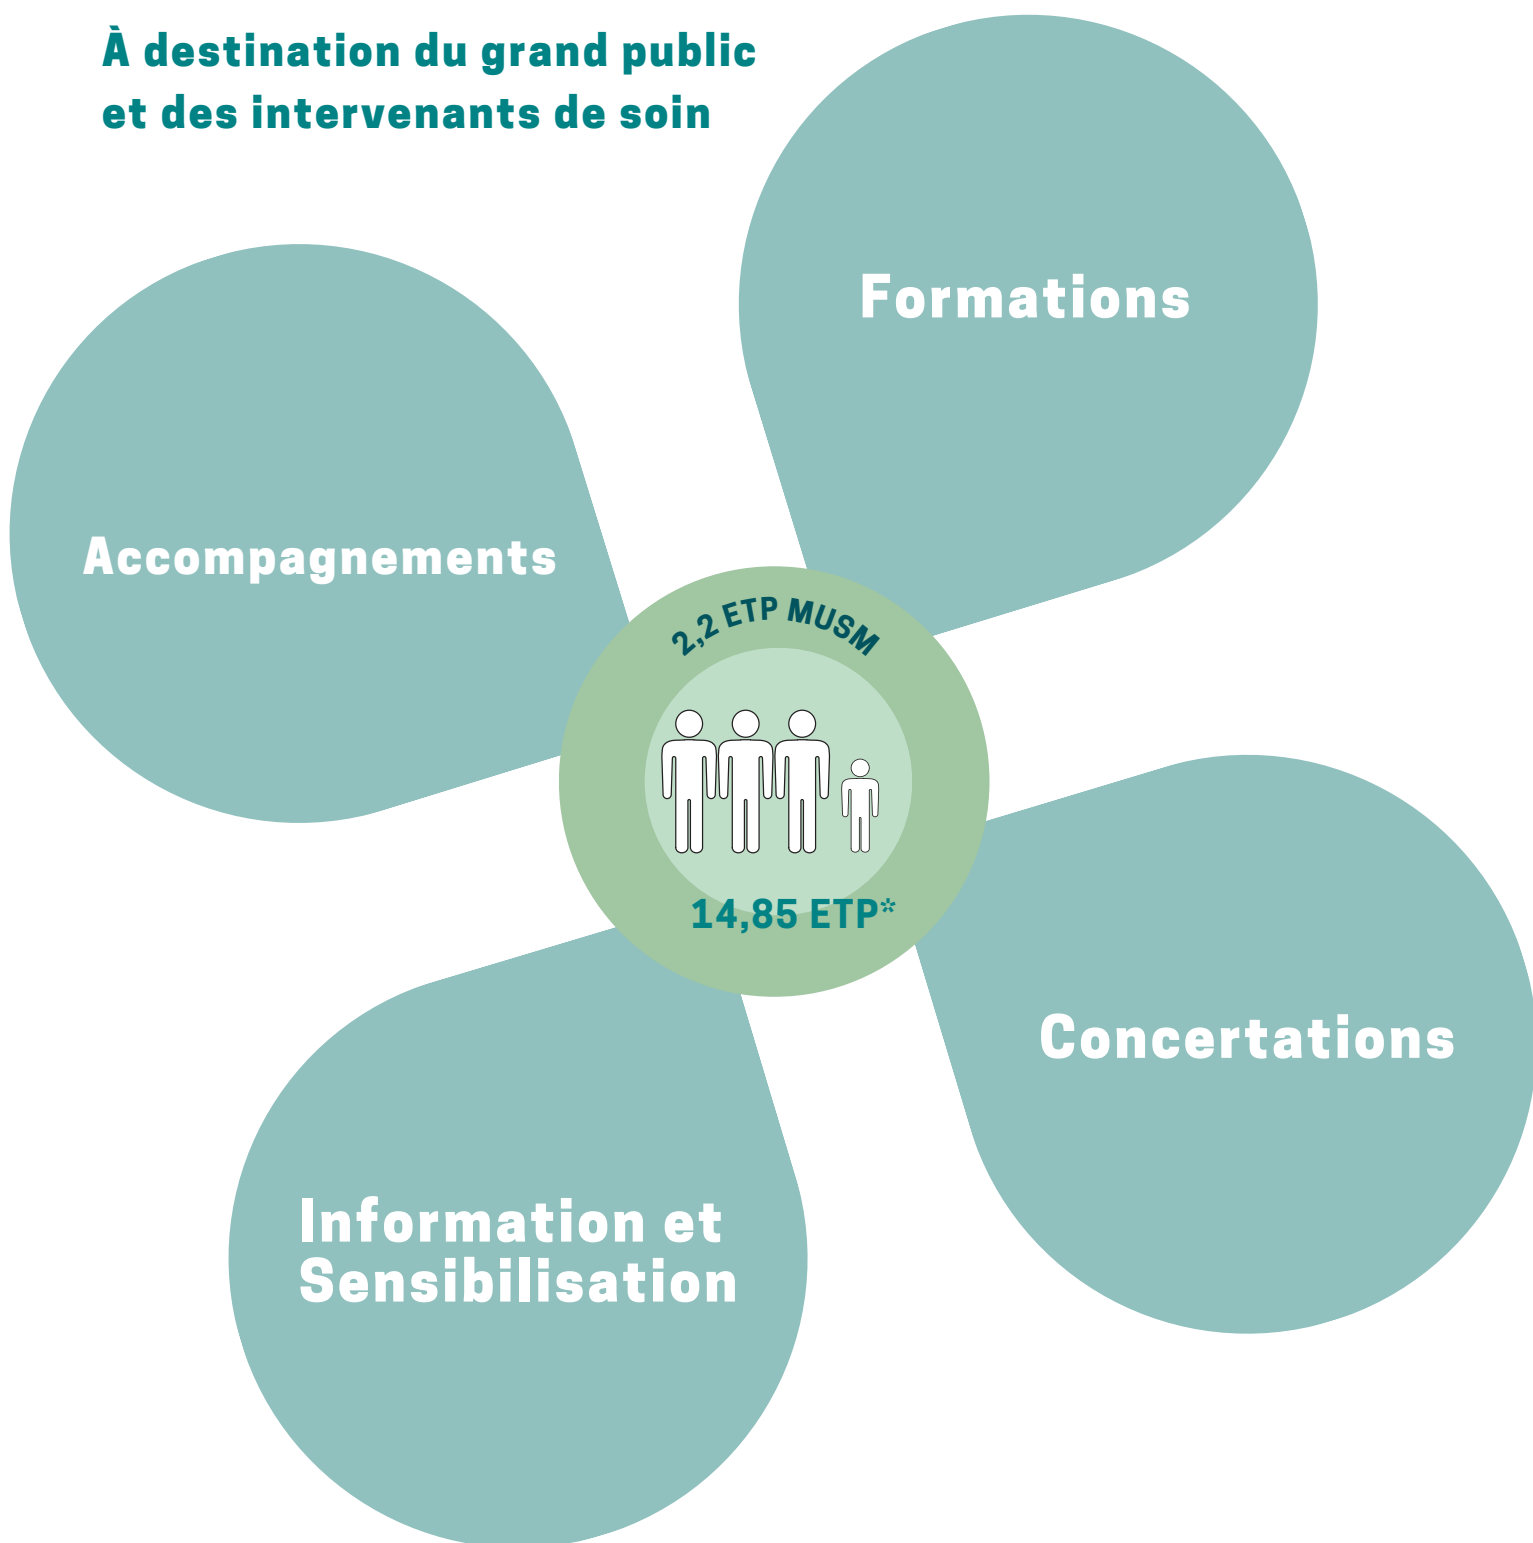 À destination du grand public
et des intervenants de soin
Formations
Accompagnements
2,2 ETP MUSM
14,85 ETP*
Concertations
Information et
Sensibilisation